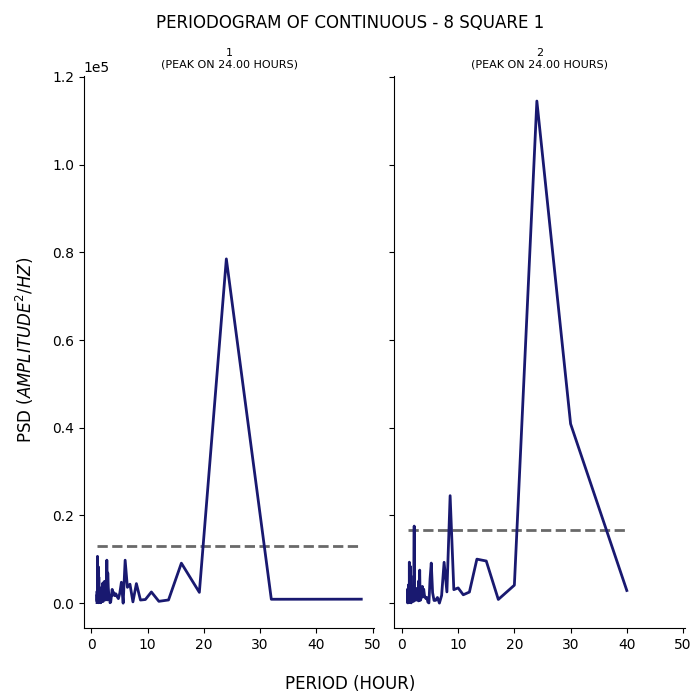 PERIODOGRAM OF CONTINUOUS - 8 SQUARE 1
1
(PEAK ON 24.00 HOURS)
2
(PEAK ON 24.00 HOURS)
1e5
1.2
1.0
0.8
0.6
0.4
0.2
0.0
PSD (AMPLITUDE²/HZ)
0 10 20 30 40 50
0 10 20 30 40 50
PERIOD (HOUR)